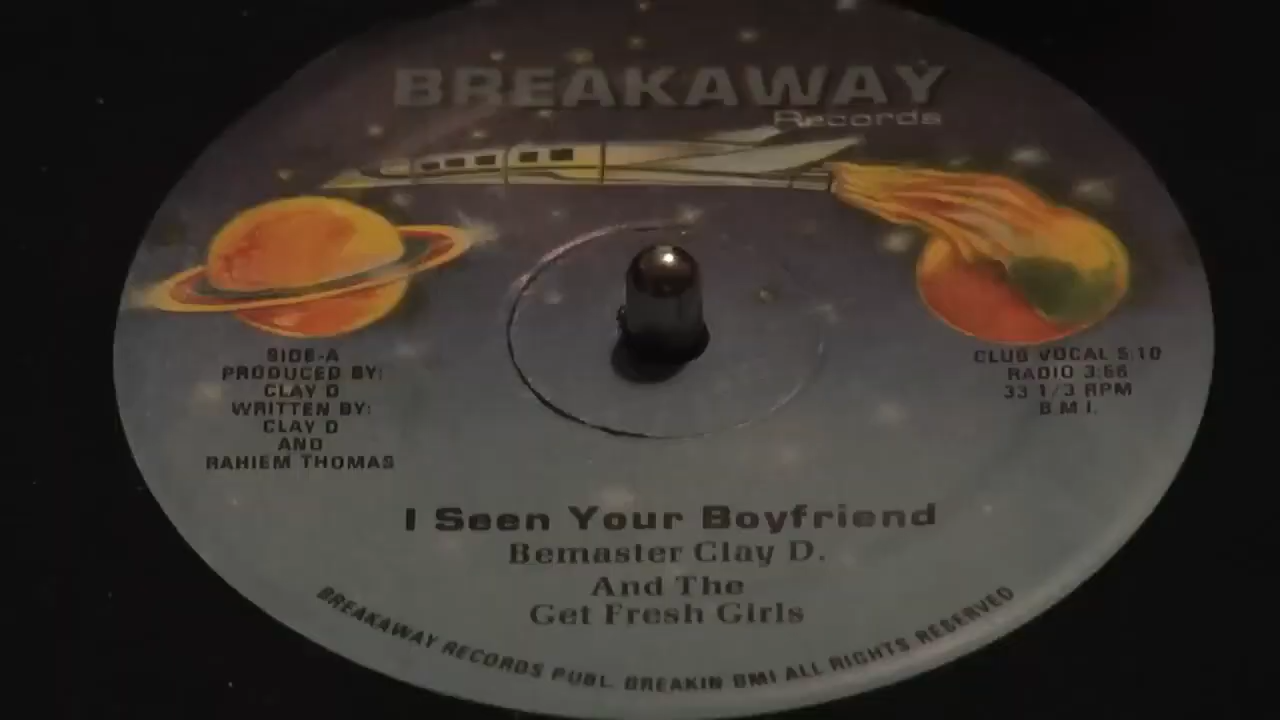 BREAKAWAY
Records
SIDE-A
PRODUCED BY:
CLAY D
WRITTEN BY:
CLAY D
AND
RAHIEM THOMAS
CLUB VOCAL 5:10
RADIO 3:56
33 1/3 RPM
B.M.I.
I Seen Your Boyfriend
Bemaster Clay D.
And The
Get Fresh Girls
BREAKAWAY RECORDS PUBL. BREAKIN BMI ALL RIGHTS RESERVED